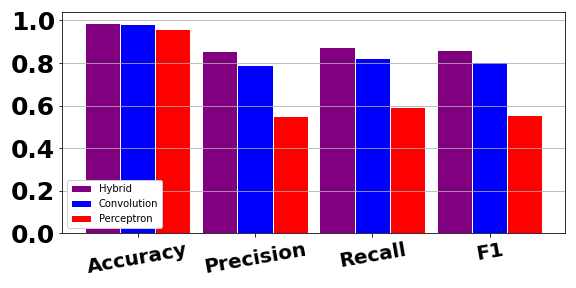 1.0
0.8
0.6
0.4
0.2
0.0
Hybrid
Convolution
Perceptron
Accuracy
Precision
Recall
F1